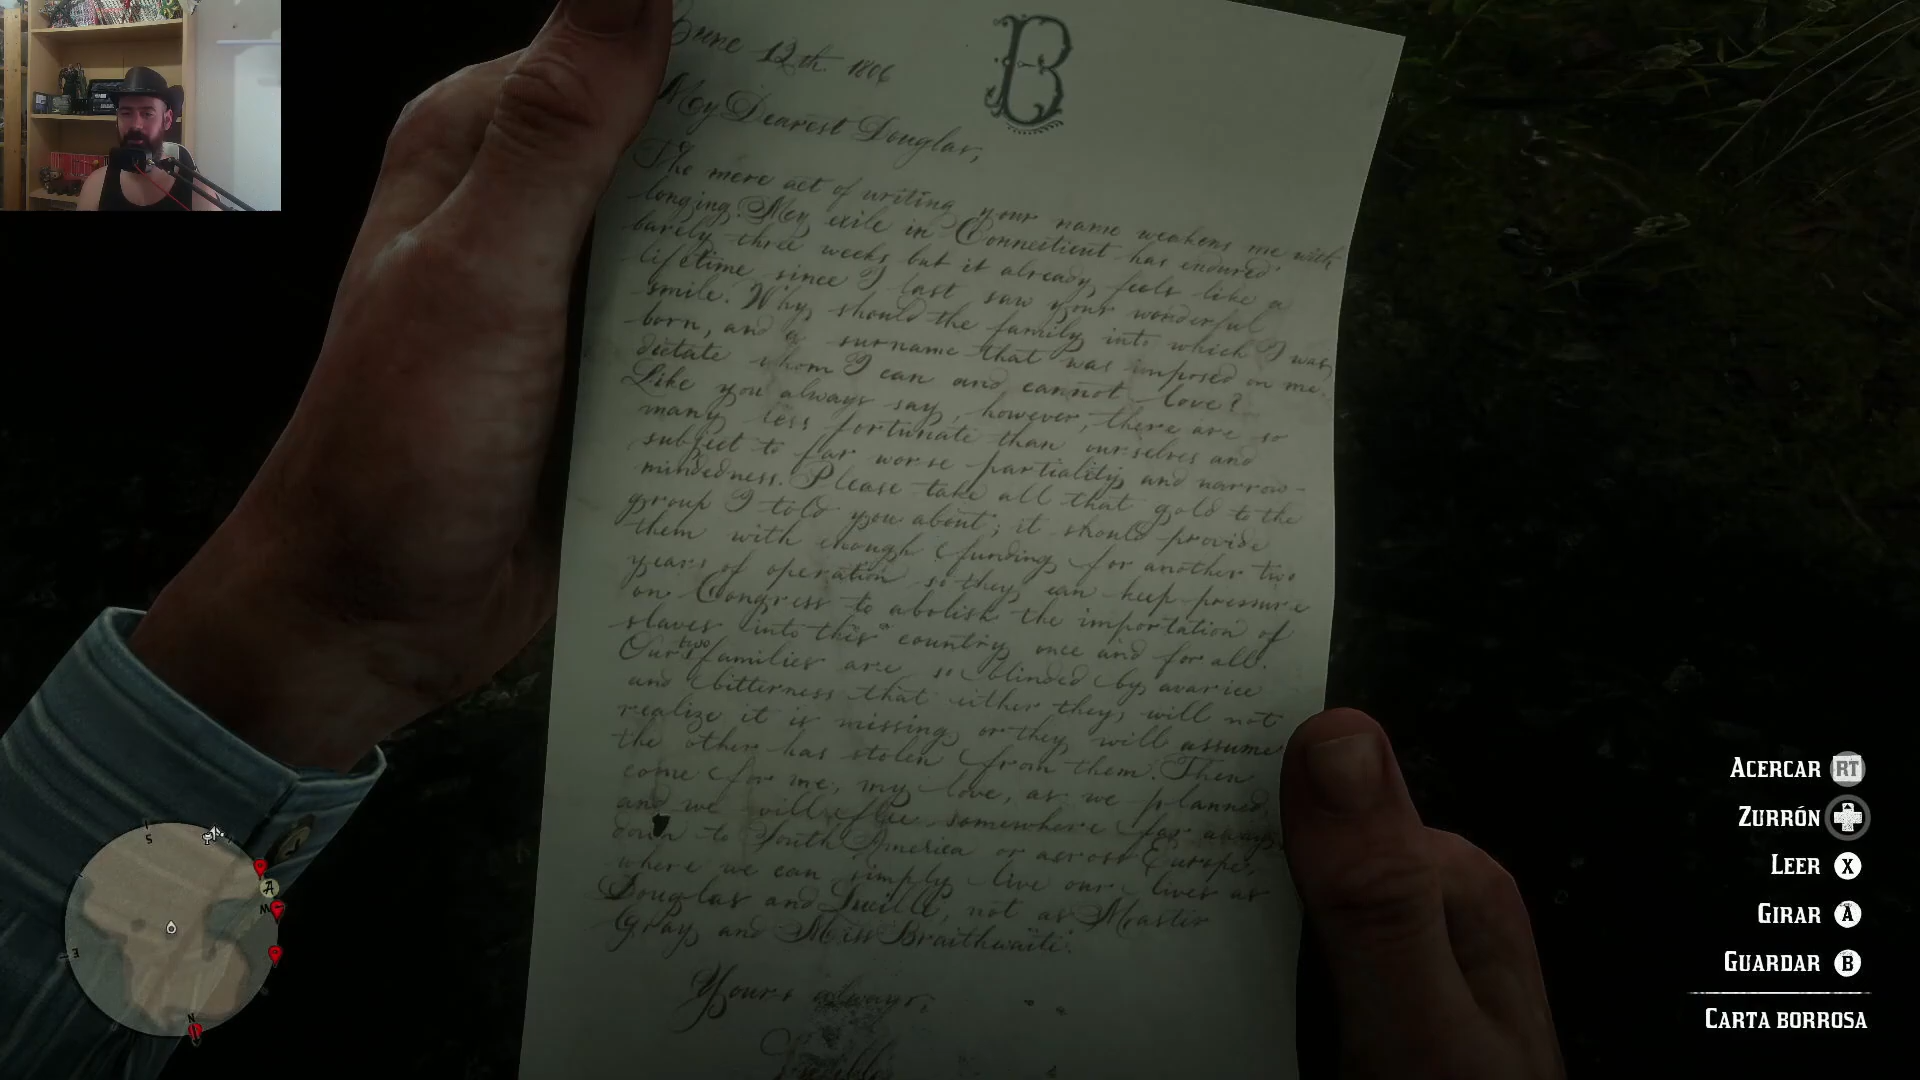 June 12th. 1806
B
My Dearest Douglas,
The mere act of writing your name weakens me with
longing. My exile in Connecticut has endured
barely three weeks but it already feels like a
lifetime since I last saw your wonderful
smile. Why should the family into which I was
born, and a surname that was imposed on me,
dictate whom I can and cannot love?
Like you always say, however, there are so
many less fortunate than ourselves and
subject to far worse partiality and narrow-
mindedness. Please take all that gold to the
group I told you about; it should provide
them with enough funding for another two
years of operation so they can keep pressure
on Congress to abolish the importation of
slaves into this country once and for all.
Our two families are so blinded by avarice
and bitterness that either they will not
realize it is missing or they will assume
the other has stolen from them. Then
come for me, my love, as we planned,
and we will flee somewhere far away,
down to South America or across Europe,
where we can simply live our lives as
Douglas and Lucille, not as Master
Gray and Miss Braithwaite.
Yours always,
Lucille
ACERCAR RT
ZURRÓN
LEER X
GIRAR A
GUARDAR B
CARTA BORROSA
S
A
W
E
N